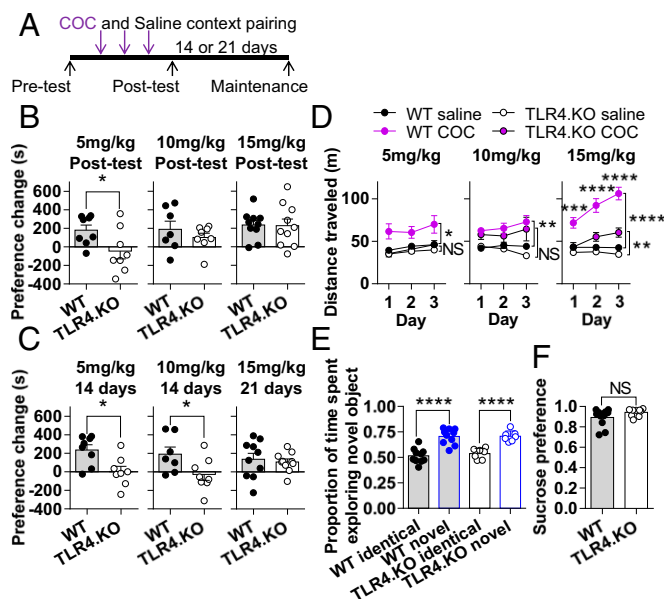 A
COC and Saline context pairing
14 or 21 days
Pre-test
Post-test
Maintenance
B
5mg/kg
Post-test
10mg/kg
Post-test
15mg/kg
Post-test
Preference change (s)
600
400
200
0
-200
-400
*
WT
TLR4.KO
WT
TLR4.KO
WT
TLR4.KO
C
5mg/kg
14 days
10mg/kg
14 days
15mg/kg
21 days
Preference change (s)
600
400
200
0
-200
-400
*
*
WT
TLR4.KO
WT
TLR4.KO
WT
TLR4.KO
D
WT saline
TLR4.KO saline
WT COC
TLR4.KO COC
5mg/kg
10mg/kg
15mg/kg
Distance traveled (m)
100
50
0
*
NS
**
NS
***
****
****
****
**
1 2 3
Day
1 2 3
Day
1 2 3
Day
E
Proportion of time spent
exploring novel object
1.00
0.75
0.50
0.25
0.00
****
****
WT identical
WT novel
TLR4.KO identical
TLR4.KO novel
F
Sucrose preference
1.0
0.8
0.6
0.4
0.2
0.0
NS
WT
TLR4.KO